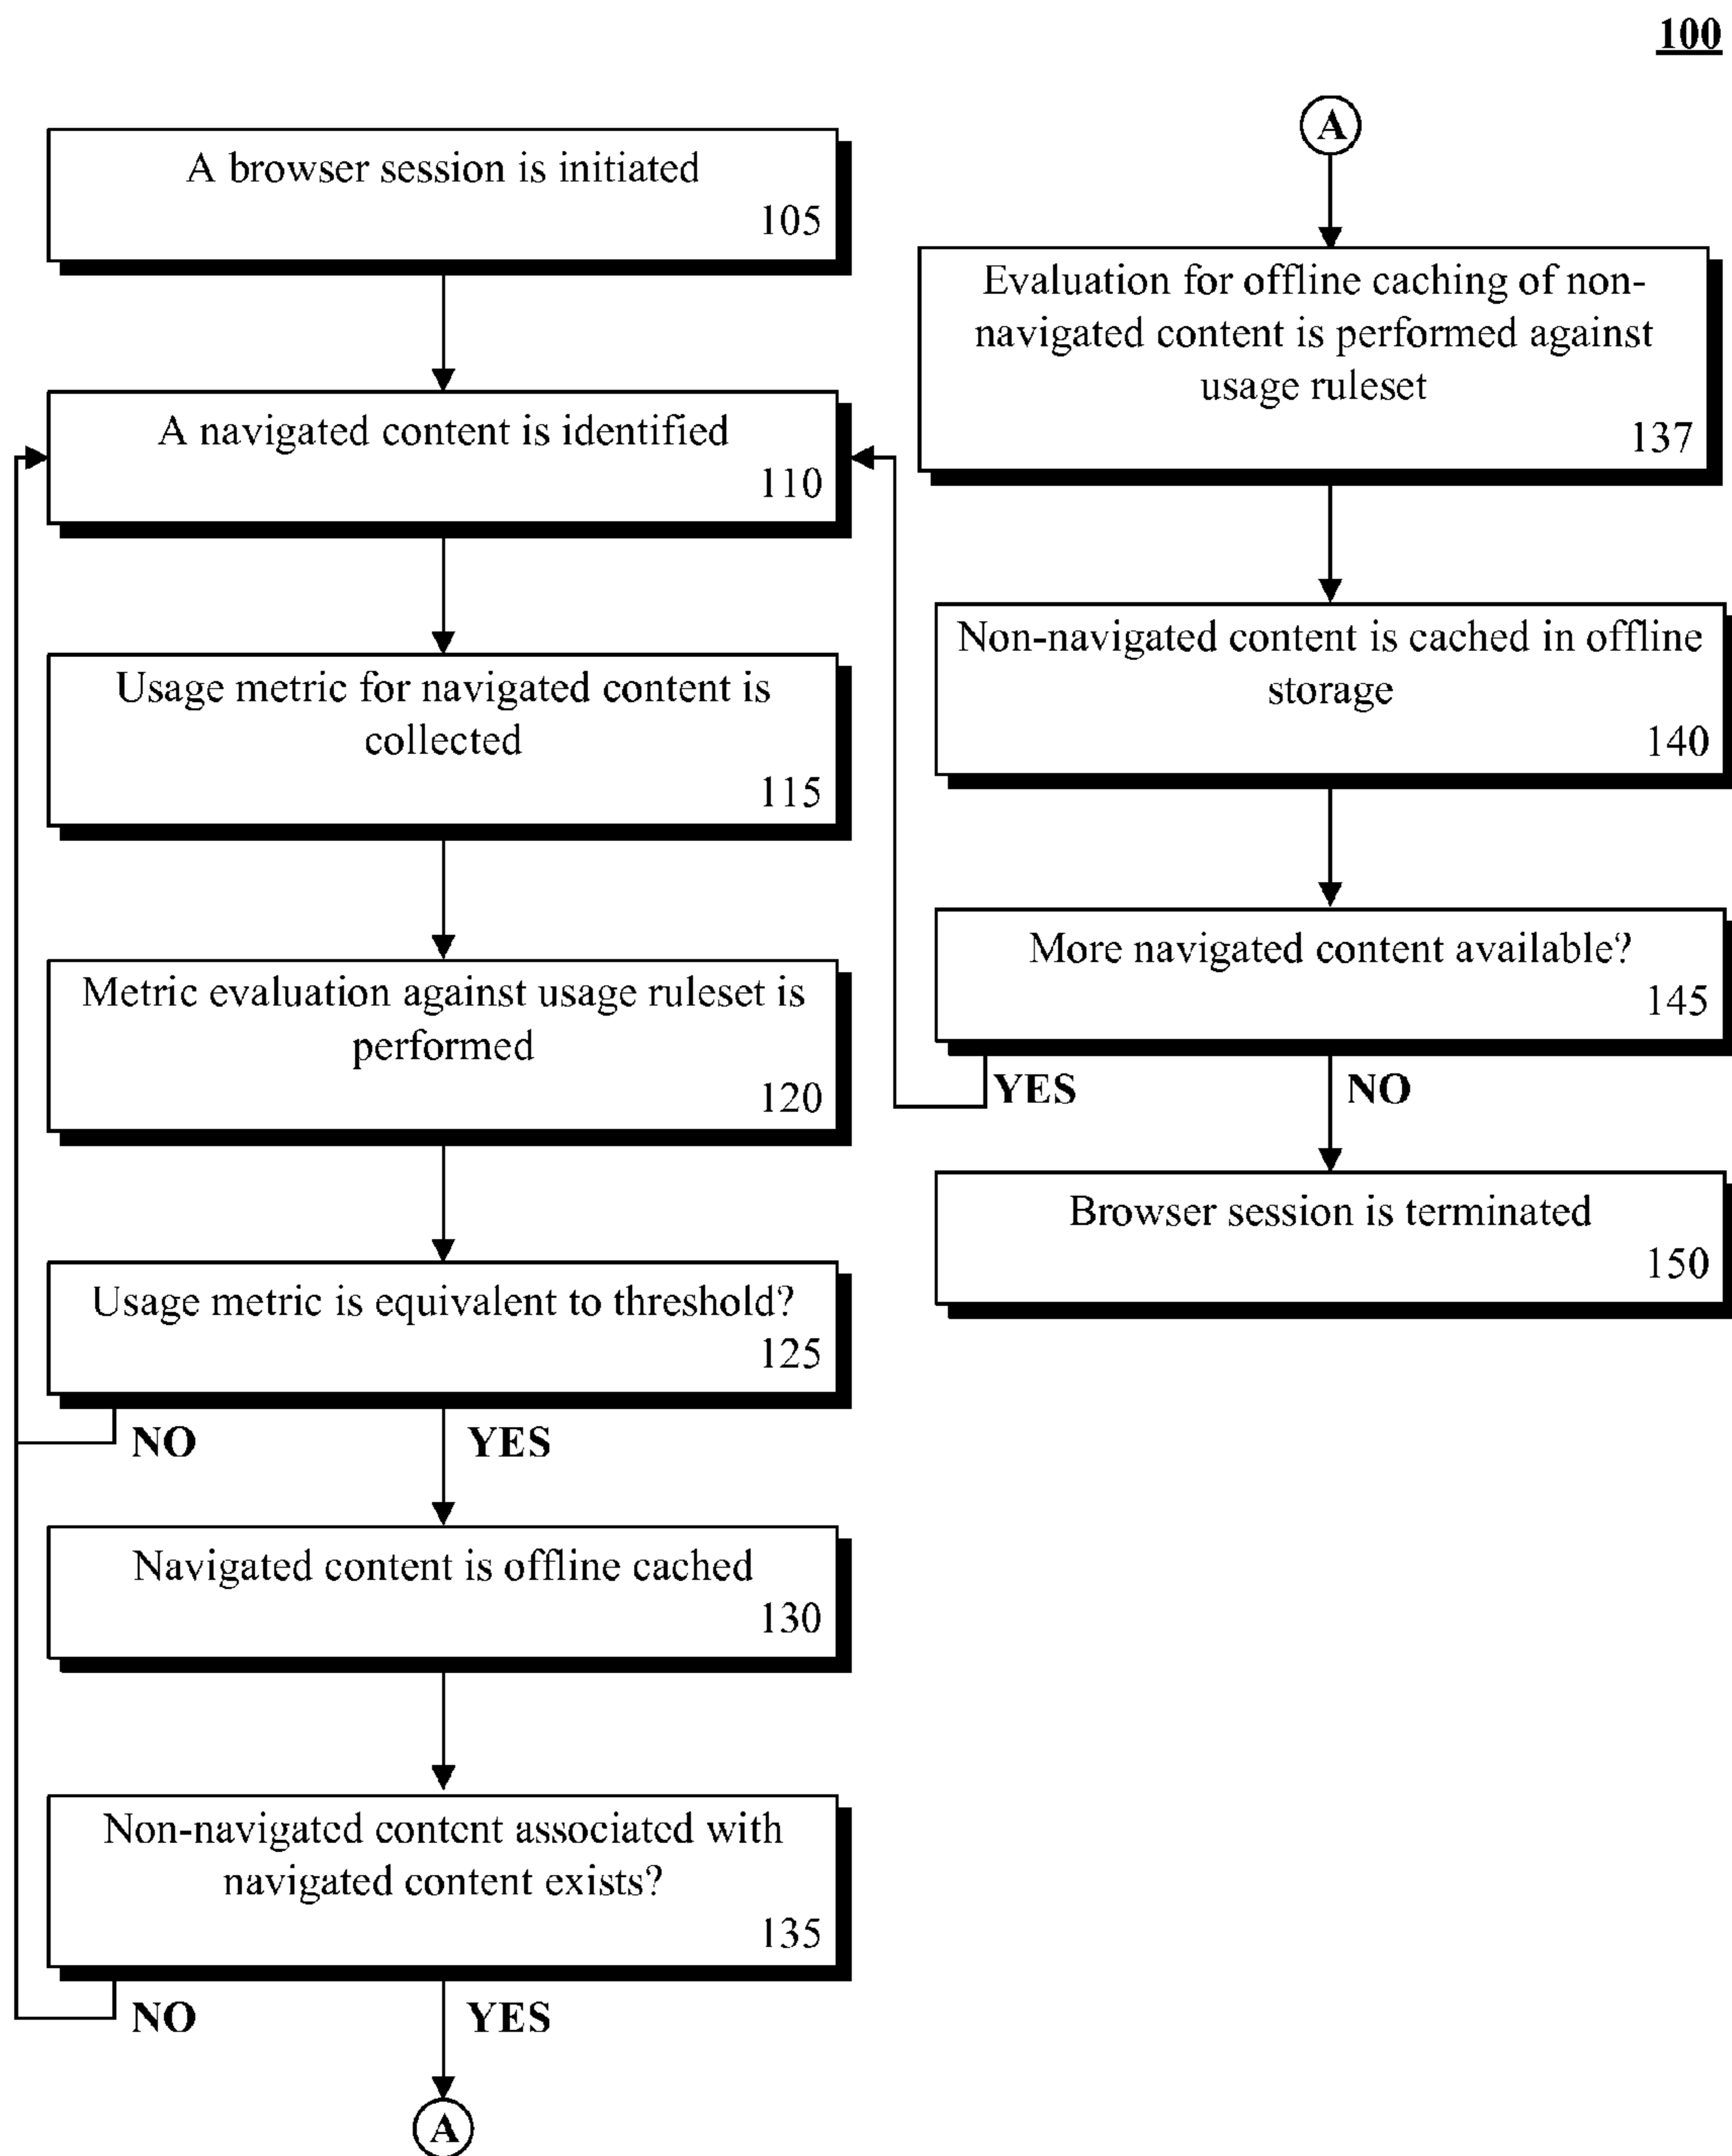 100
A browser session is initiated
105
A navigated content is identified
110
Usage metric for navigated content is
collected
115
Metric evaluation against usage ruleset is
performed
120
Usage metric is equivalent to threshold?
125
NO
YES
Navigated content is offline cached
130
Non-navigated content associated with
navigated content exists?
135
NO
YES
A
A
Evaluation for offline caching of non-
navigated content is performed against
usage ruleset
137
Non-navigated content is cached in offline
storage
140
More navigated content available?
145
YES
NO
Browser session is terminated
150